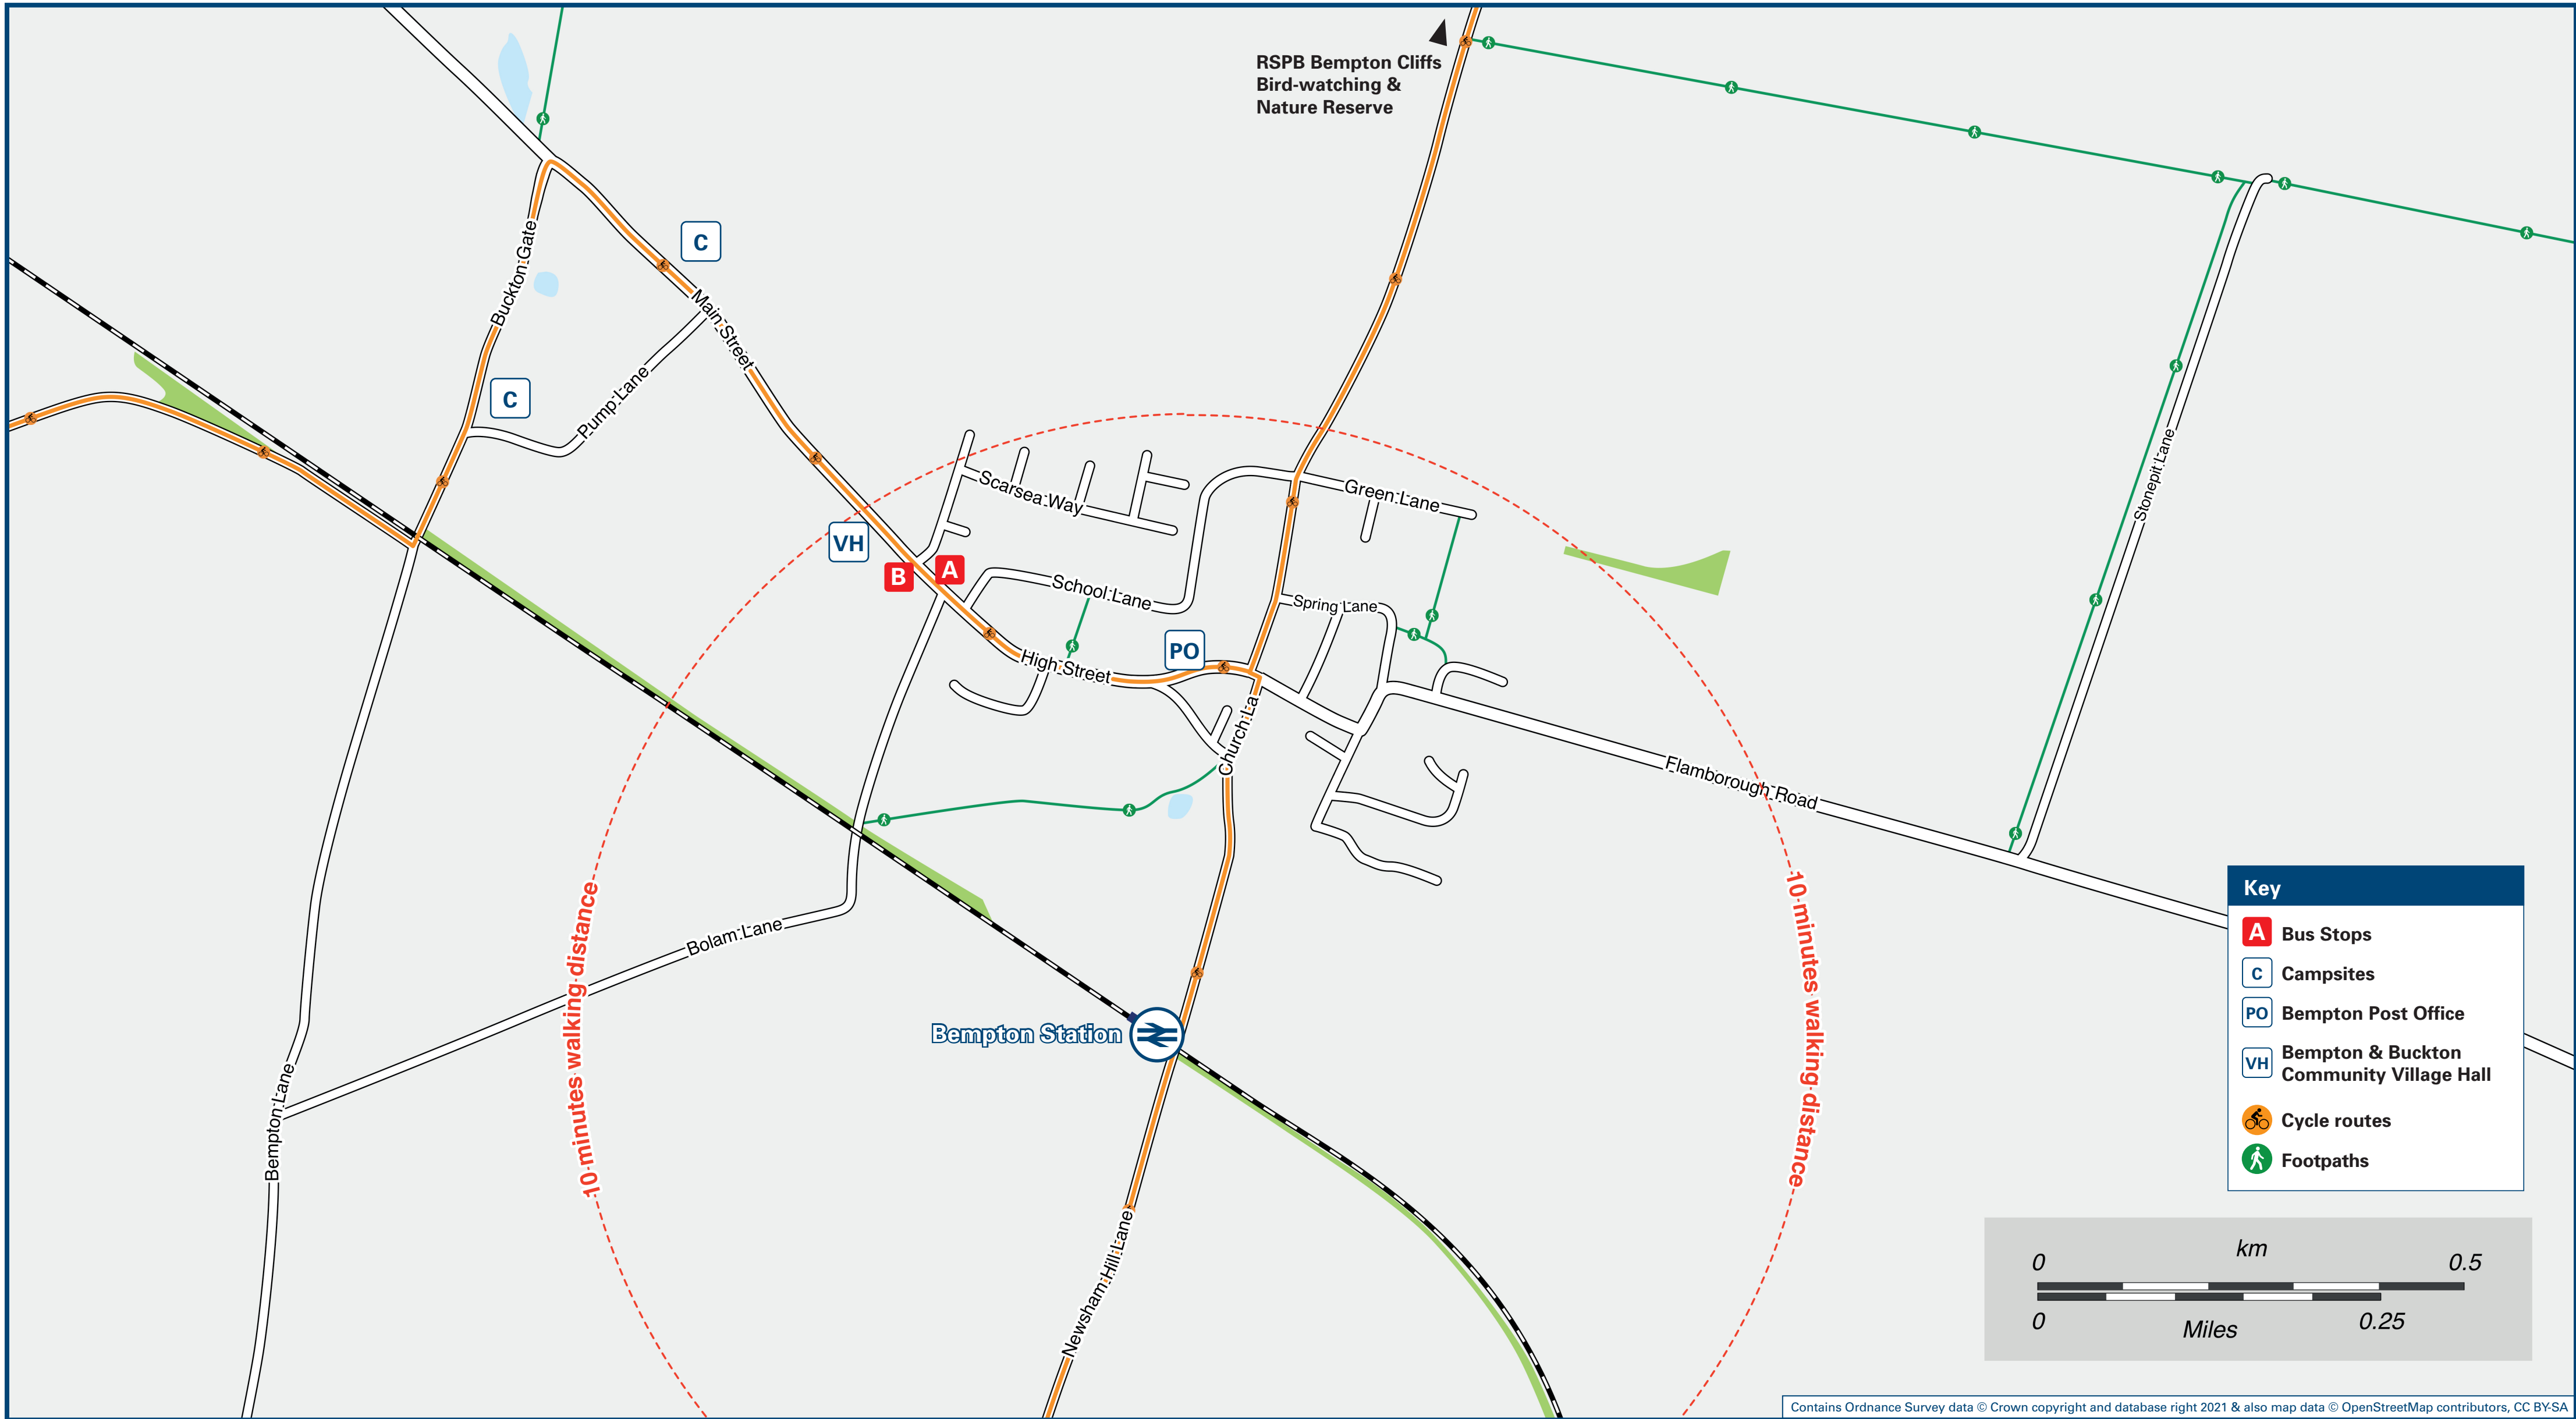 RSPB Bempton Cliffs
Bird-watching &
Nature Reserve
C
Buckton Gate
Main Street
C
Pump Lane
Stonepit Lane
Scarsea Way
Green Lane
VH
B
A
School Lane
Spring Lane
PO
High Street
Church La
Flamborough Road
10 minutes walking distance
10 minutes walking distance
Bolam Lane
Bempton Station
Bempton Lane
Newsham Hill Lane
Key
A Bus Stops
C Campsites
PO Bempton Post Office
VH Bempton & Buckton
Community Village Hall
Cycle routes
Footpaths
km
0 0.5
0 0.25
Miles
Contains Ordnance Survey data © Crown copyright and database right 2021 & also map data © OpenStreetMap contributors, CC BY-SA